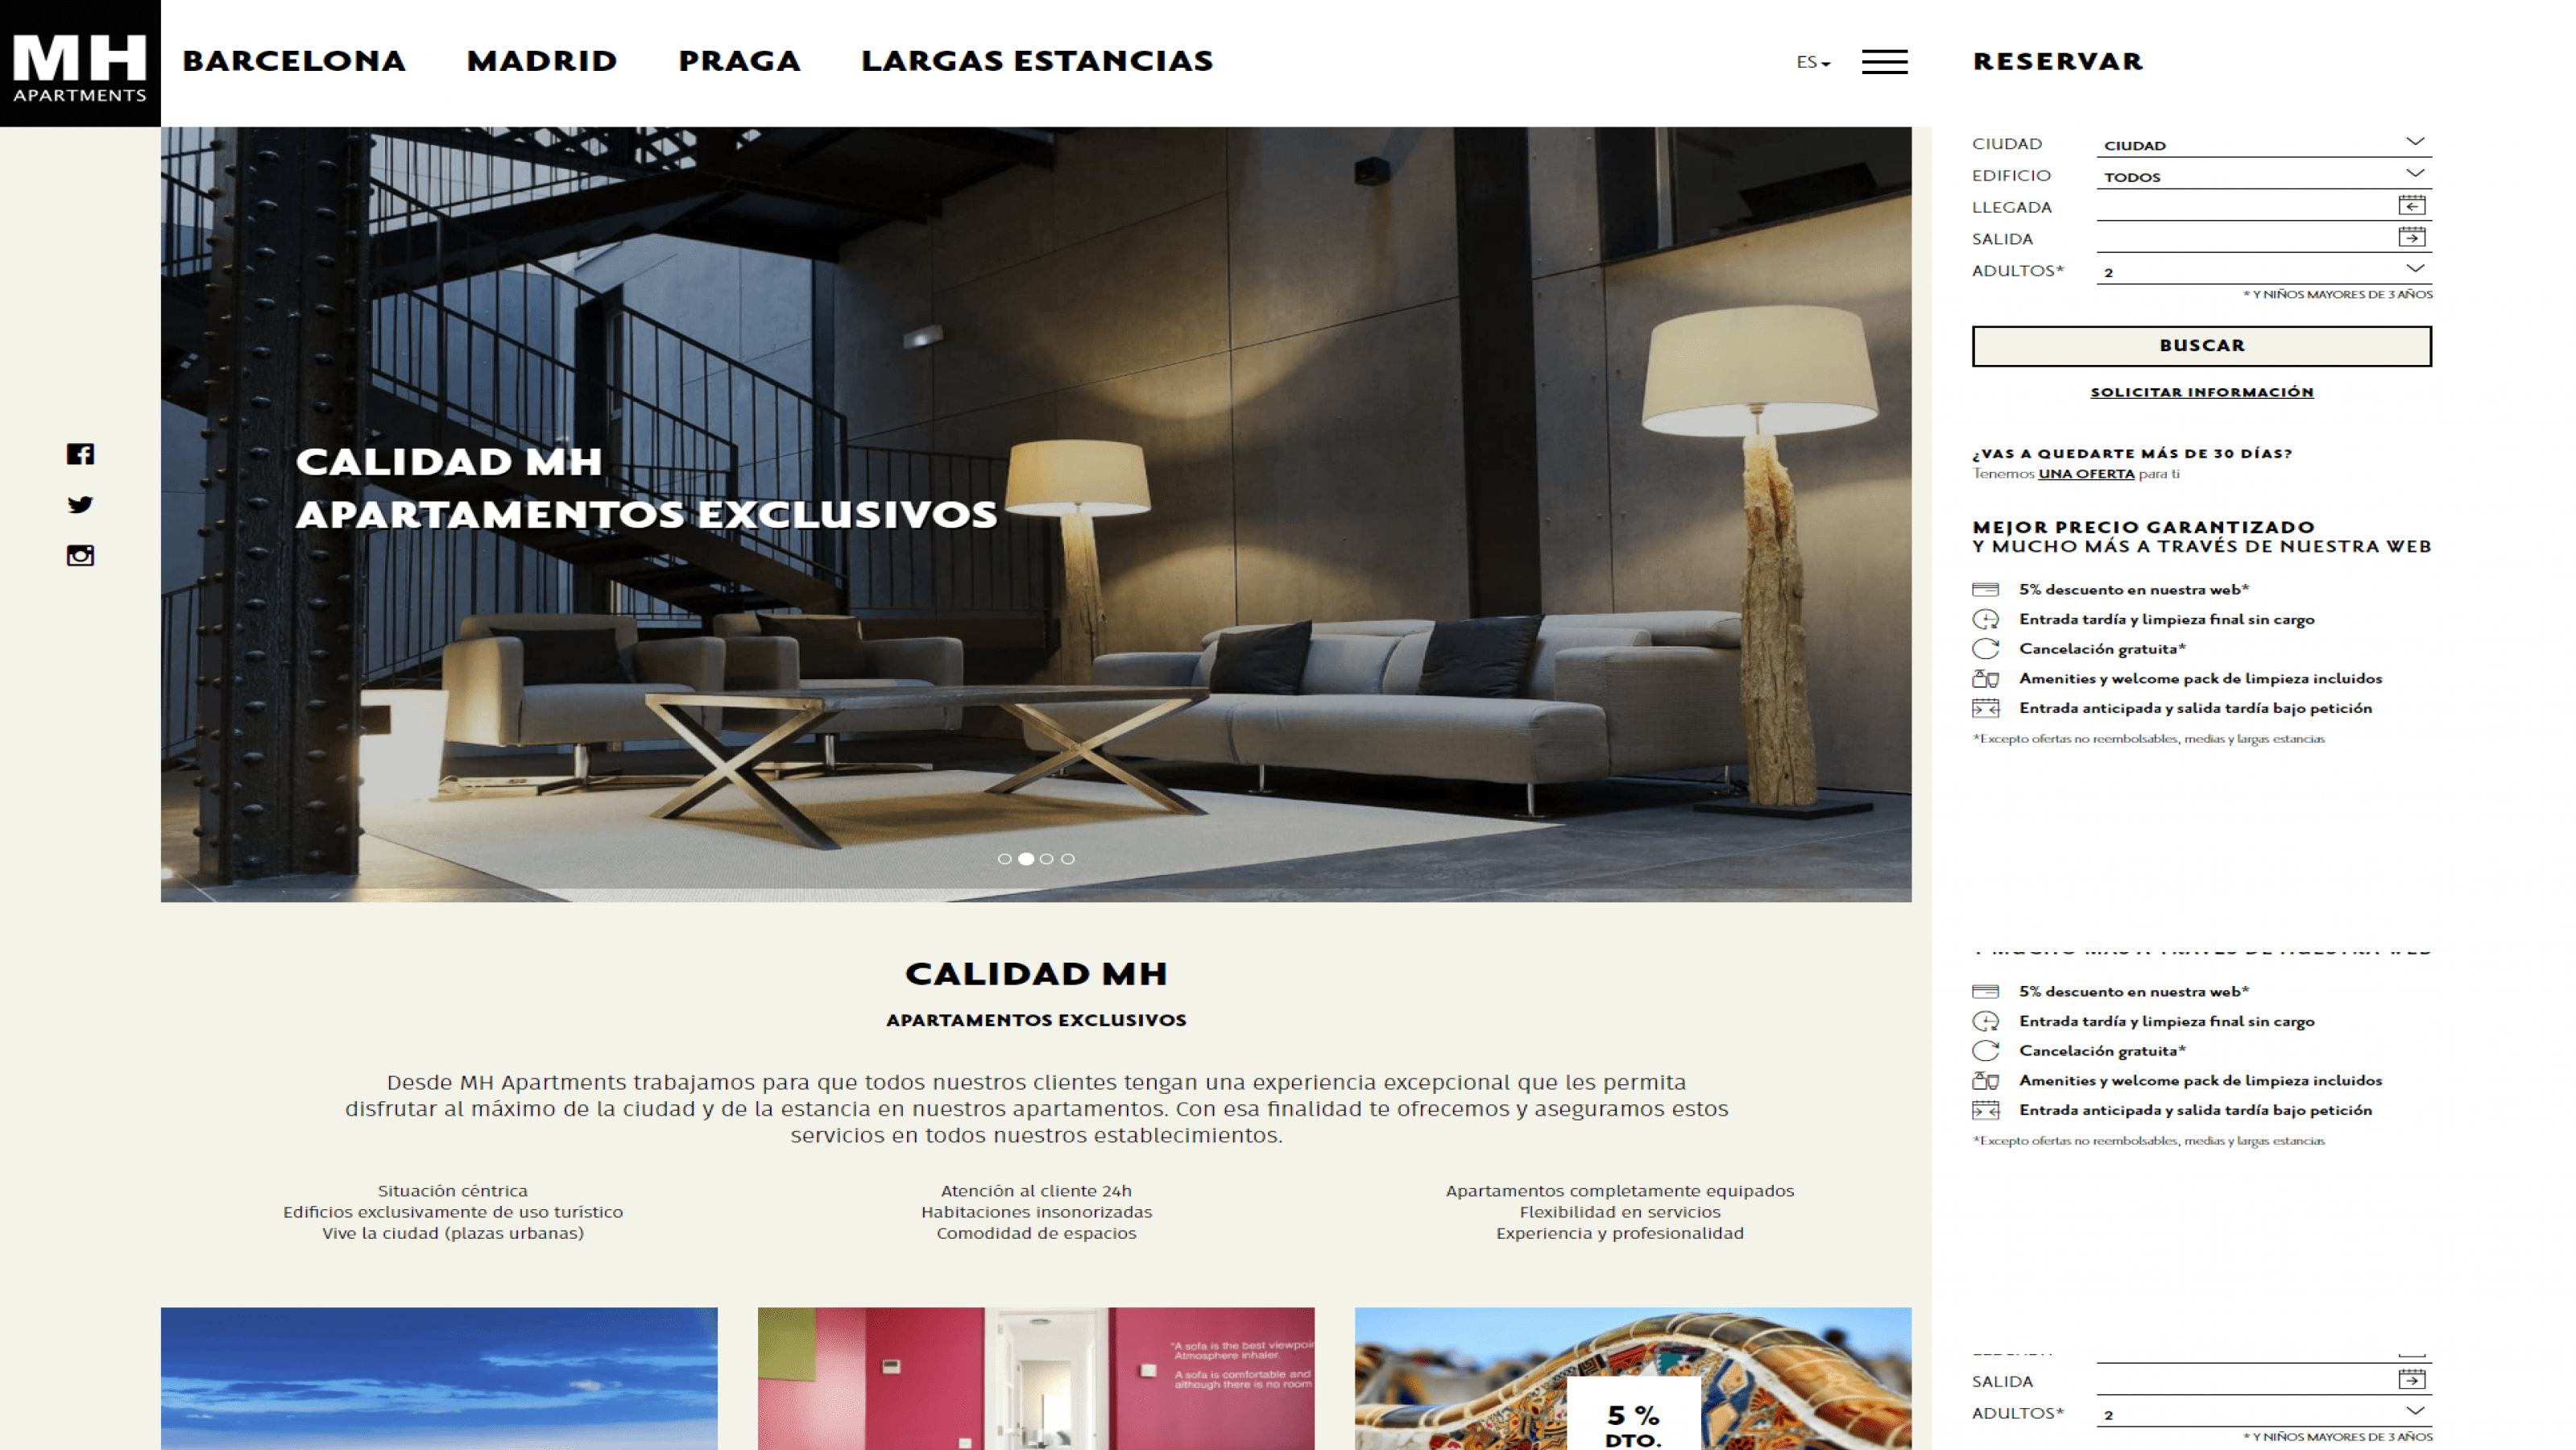 MH
APARTMENTS
BARCELONA MADRID PRAGA LARGAS ESTANCIAS
ES
CALIDAD MH
APARTAMENTOS EXCLUSIVOS
CALIDAD MH
APARTAMENTOS EXCLUSIVOS
Desde MH Apartments trabajamos para que todos nuestros clientes tengan una experiencia excepcional que les permita
disfrutar al máximo de la ciudad y de la estancia en nuestros apartamentos. Con esa finalidad te ofrecemos y aseguramos estos
servicios en todos nuestros establecimientos.
Situación céntrica
Edificios exclusivamente de uso turístico
Vive la ciudad (plazas urbanas)
Atención al cliente 24h
Habitaciones insonorizadas
Comodidad de espacios
Apartamentos completamente equipados
Flexibilidad en servicios
Experiencia y profesionalidad
"A sofa is the best viewpoin
Atmosphere inhaler.
A sofa is comfortable and
although there is no room
5 %
DTO.
RESERVAR
CIUDAD CIUDAD
EDIFICIO TODOS
LLEGADA
SALIDA
ADULTOS* 2
* Y NIÑOS MAYORES DE 3 AÑOS
BUSCAR
SOLICITAR INFORMACIÓN
¿VAS A QUEDARTE MÁS DE 30 DÍAS?
Tenemos UNA OFERTA para ti
MEJOR PRECIO GARANTIZADO
Y MUCHO MÁS A TRAVÉS DE NUESTRA WEB
5% descuento en nuestra web*
Entrada tardía y limpieza final sin cargo
Cancelación gratuita*
Amenities y welcome pack de limpieza incluidos
Entrada anticipada y salida tardía bajo petición
*Excepto ofertas no reembolsables, medias y largas estancias
5% descuento en nuestra web*
Entrada tardía y limpieza final sin cargo
Cancelación gratuita*
Amenities y welcome pack de limpieza incluidos
Entrada anticipada y salida tardía bajo petición
*Excepto ofertas no reembolsables, medias y largas estancias
SALIDA
ADULTOS* 2
* Y NIÑOS MAYORES DE 3 AÑOS